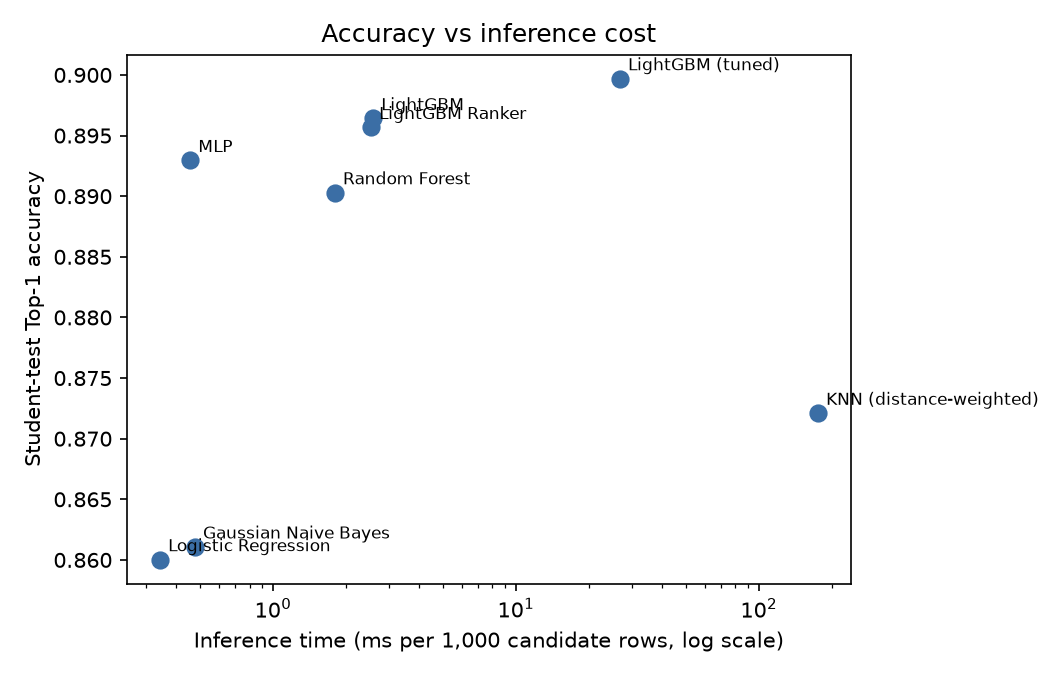 Accuracy vs inference cost
Student-test Top-1 accuracy
0.900
0.895
0.890
0.885
0.880
0.875
0.870
0.865
0.860
LightGBM (tuned)
LightGBM
LightGBM Ranker
MLP
Random Forest
KNN (distance-weighted)
Gaussian Naive Bayes
Logistic Regression
10⁰ 10¹ 10²
Inference time (ms per 1,000 candidate rows, log scale)